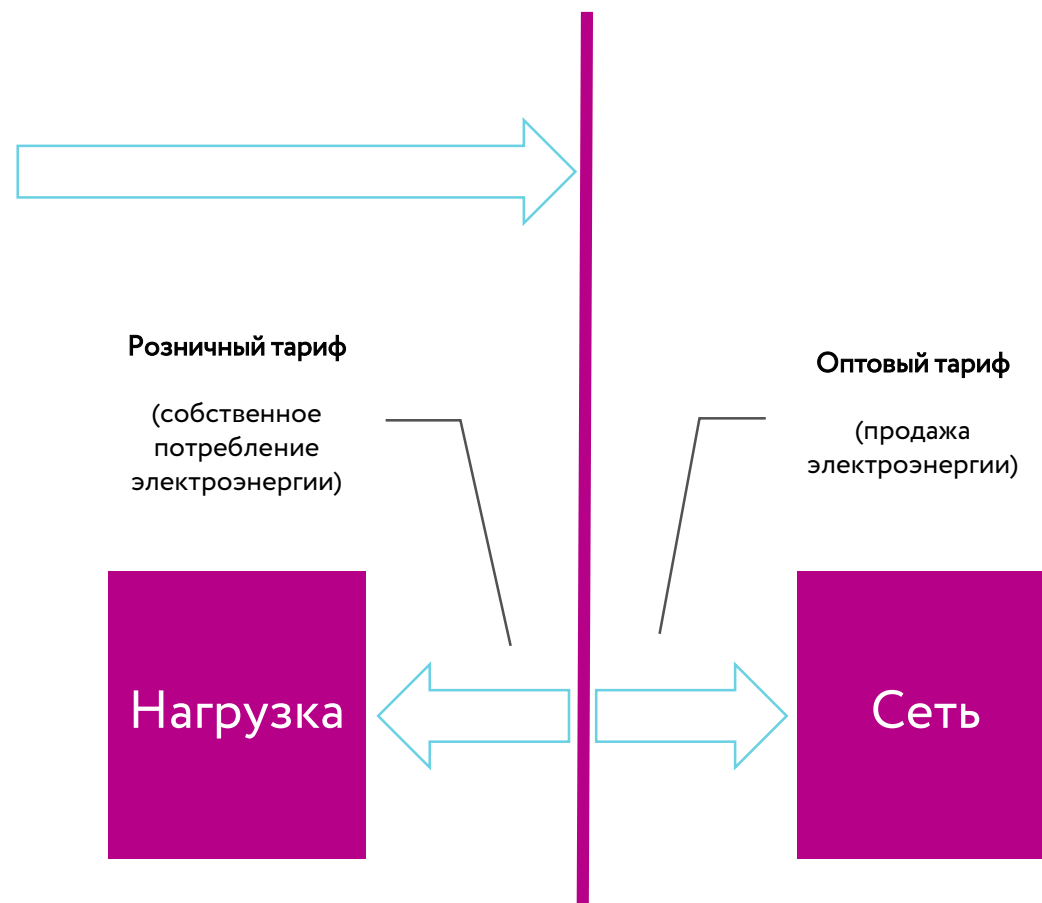 Розничный тариф
(собственное
потребление
электроэнергии)
Оптовый тариф
(продажа
электроэнергии)
Нагрузка
Сеть